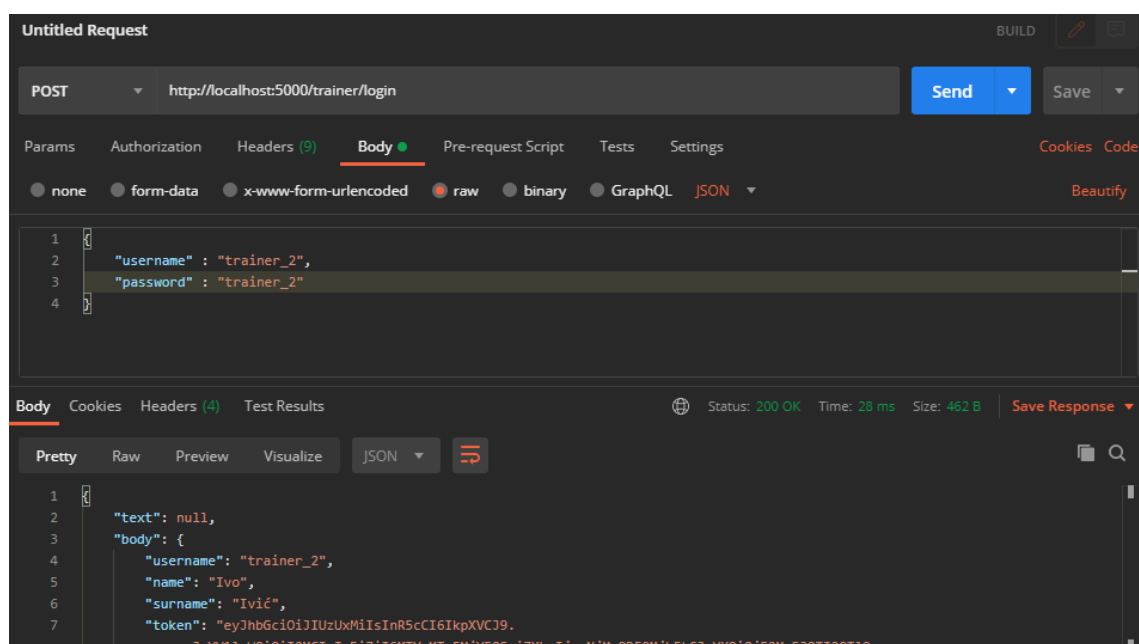 Untitled Request BUILD
POST http://localhost:5000/trainer/login Send Save
Params Authorization Headers (9) Body Pre-request Script Tests Settings Cookies Code
none form-data x-www-form-urlencoded raw binary GraphQL JSON Beautify
1 {
2 "username" : "trainer_2",
3 "password" : "trainer_2"
4 }
Body Cookies Headers (4) Test Results Status: 200 OK Time: 28 ms Size: 462 B Save Response
Pretty Raw Preview Visualize JSON
1 {
2 "text": null,
3 "body": {
4 "username": "trainer_2",
5 "name": "Ivo",
6 "surname": "Ivić",
7 "token": "eyJhbGciOiJIUzUxMiIsInR5cCI6IkpXVCJ9.